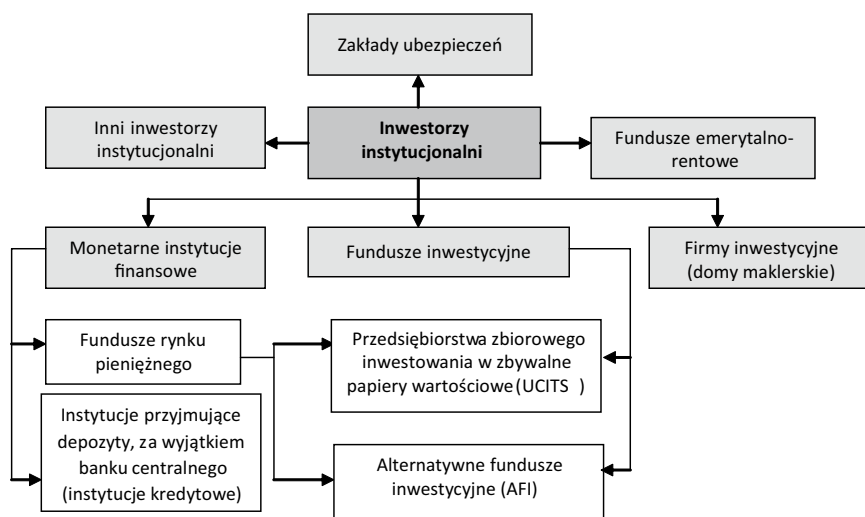 Zakłady ubezpieczeń
Inni inwestorzy
instytucjonalni
Inwestorzy
instytucjonalni
Fundusze emerytalno-
rentowe
Monetarne instytucje
finansowe
Fundusze inwestycyjne
Firmy inwestycyjne
(domy maklerskie)
Fundusze rynku
pieniężnego
Przedsiębiorstwa zbiorowego
inwestowania w zbywalne
papiery wartościowe (UCITS )
Instytucje przyjmujące
depozyty, za wyjątkiem
banku centralnego
(instytucje kredytowe)
Alternatywne fundusze
inwestycyjne (AFI)